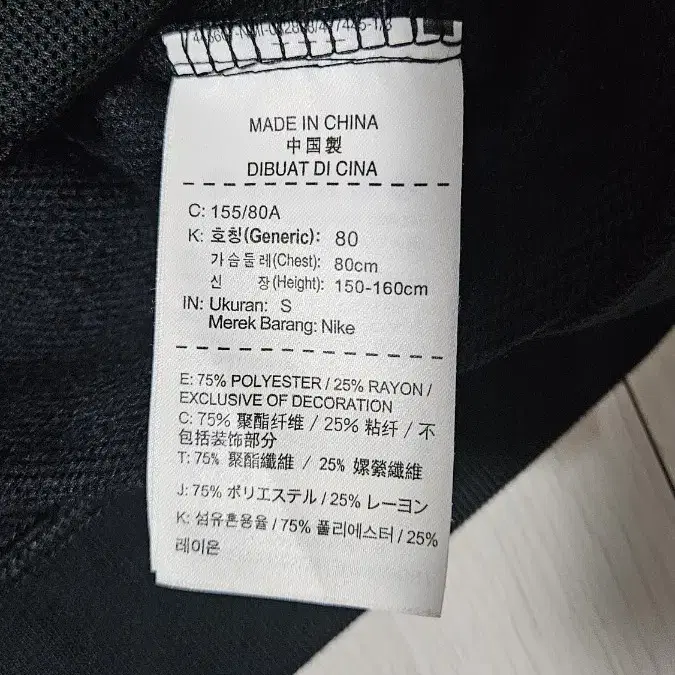 MADE IN CHINA
中国製
DIBUAT DI CINA
C: 155/80A
K: 호칭(Generic): 80
가슴둘레(Chest): 80cm
신 장(Height): 150-160cm
IN: Ukuran: S
Merek Barang: Nike
E: 75% POLYESTER / 25% RAYON /
EXCLUSIVE OF DECORATION
C: 75% 聚酯纤维 / 25% 粘纤 / 不
包括装饰部分
T: 75% 聚酯纖維 / 25% 嫘縈纖維
J: 75% ポリエステル / 25% レーヨン
K: 섬유혼용율 / 75% 폴리에스터 / 25%
레이온